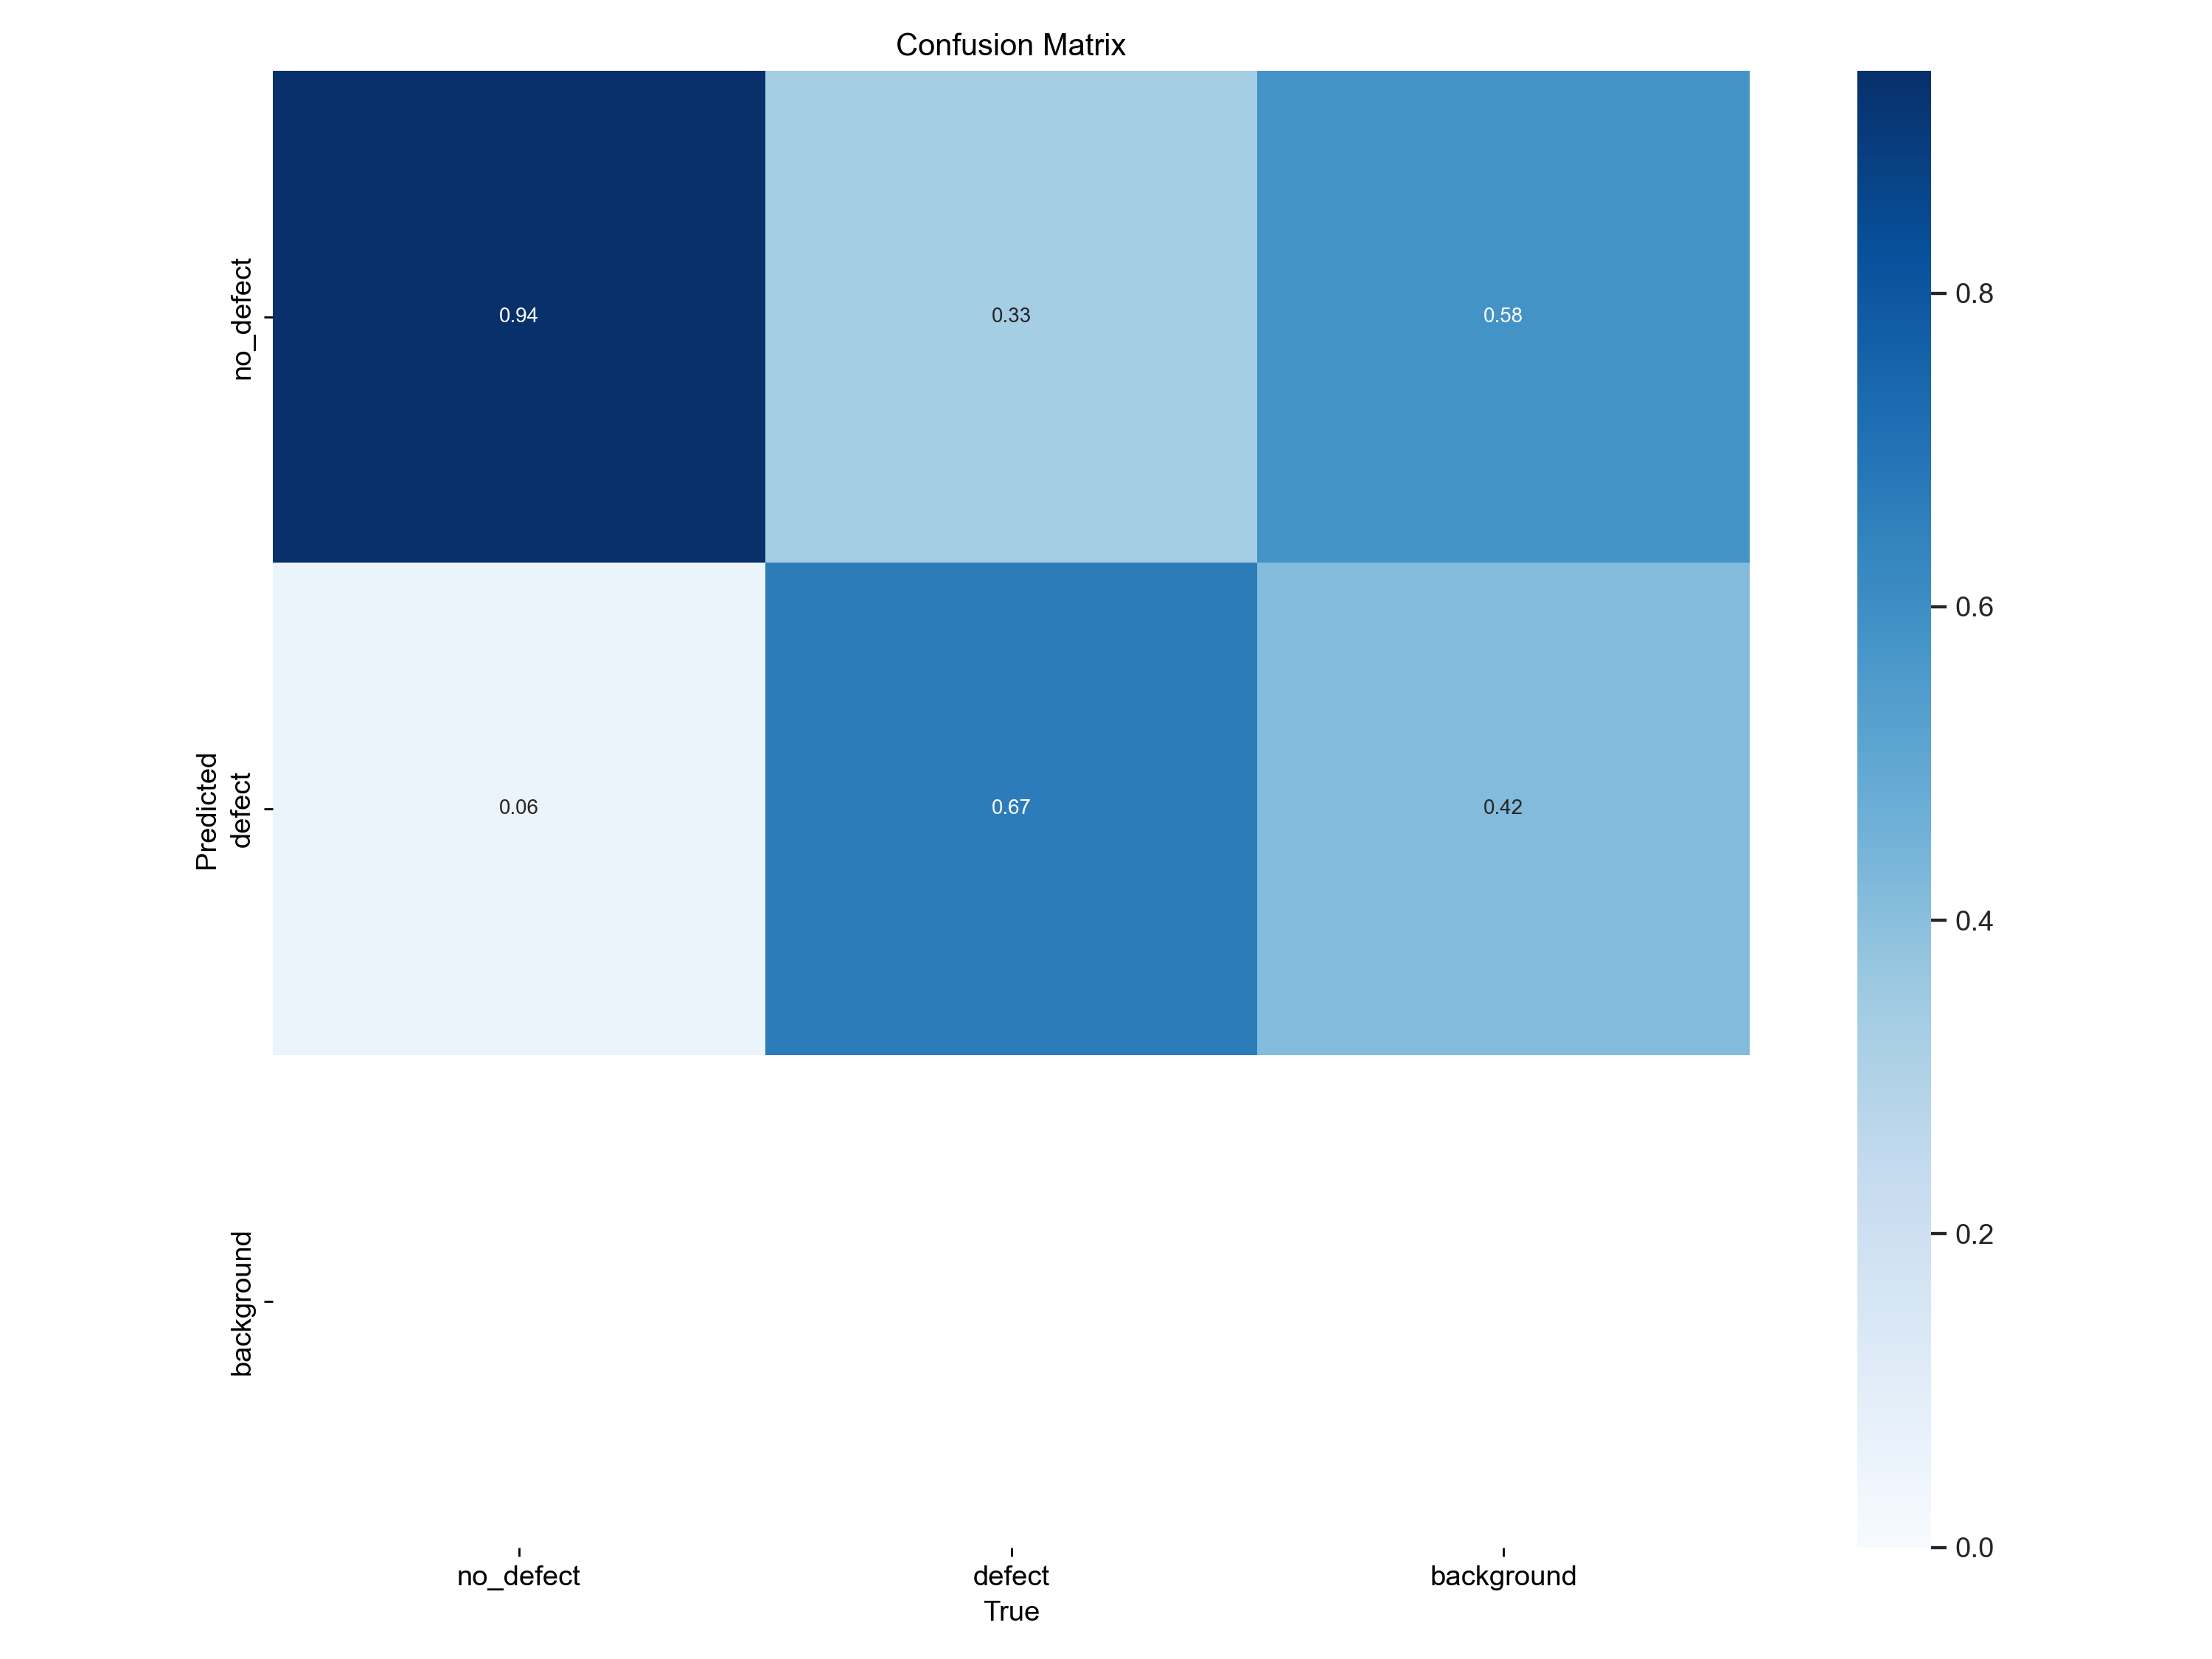 Confusion Matrix
no_defect
0.94
0.33
0.58
Predicted
defect
0.06
0.67
0.42
background
no_defect
defect
background
True
0.8
0.6
0.4
0.2
0.0